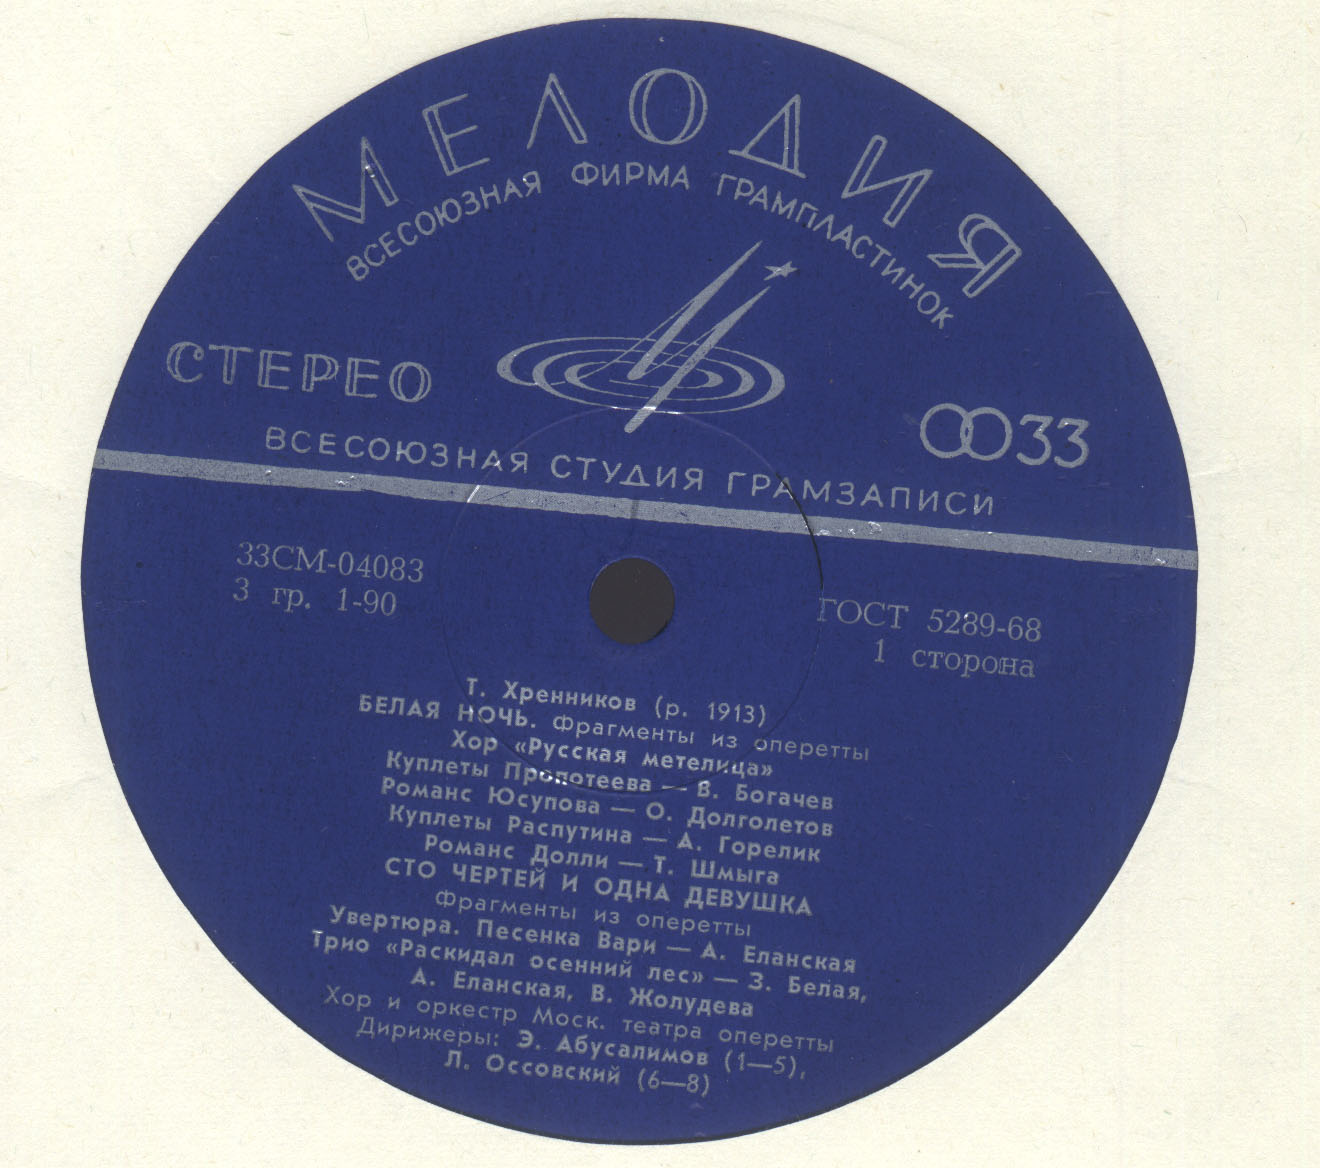 МЕЛОДИЯ
ВСЕСОЮЗНАЯ ФИРМА ГРАМПЛАСТИНОК
СТЕРЕО
33
ВСЕСОЮЗНАЯ СТУДИЯ ГРАМЗАПИСИ
33СМ-04083
3 гр. 1-90
ГОСТ 5289-68
1 сторона
Т. Хренников (р. 1913)
БЕЛАЯ НОЧЬ. Фрагменты из оперетты
Хор «Русская метелица»
Куплеты Пропотеева — В. Богачев
Романс Юсупова — О. Долголетов
Куплеты Распутина — А. Горелик
Романс Долли — Т. Шмыга
СТО ЧЕРТЕЙ И ОДНА ДЕВУШКА
Фрагменты из оперетты
Увертюра. Песенка Вари — А. Еланская
Трио «Раскидал осенний лес» — З. Белая,
А. Еланская, В. Жолудева
Хор и оркестр Моск. театра оперетты
Дирижеры: Э. Абусалимов (1—5),
Л. Оссовский (6—8)